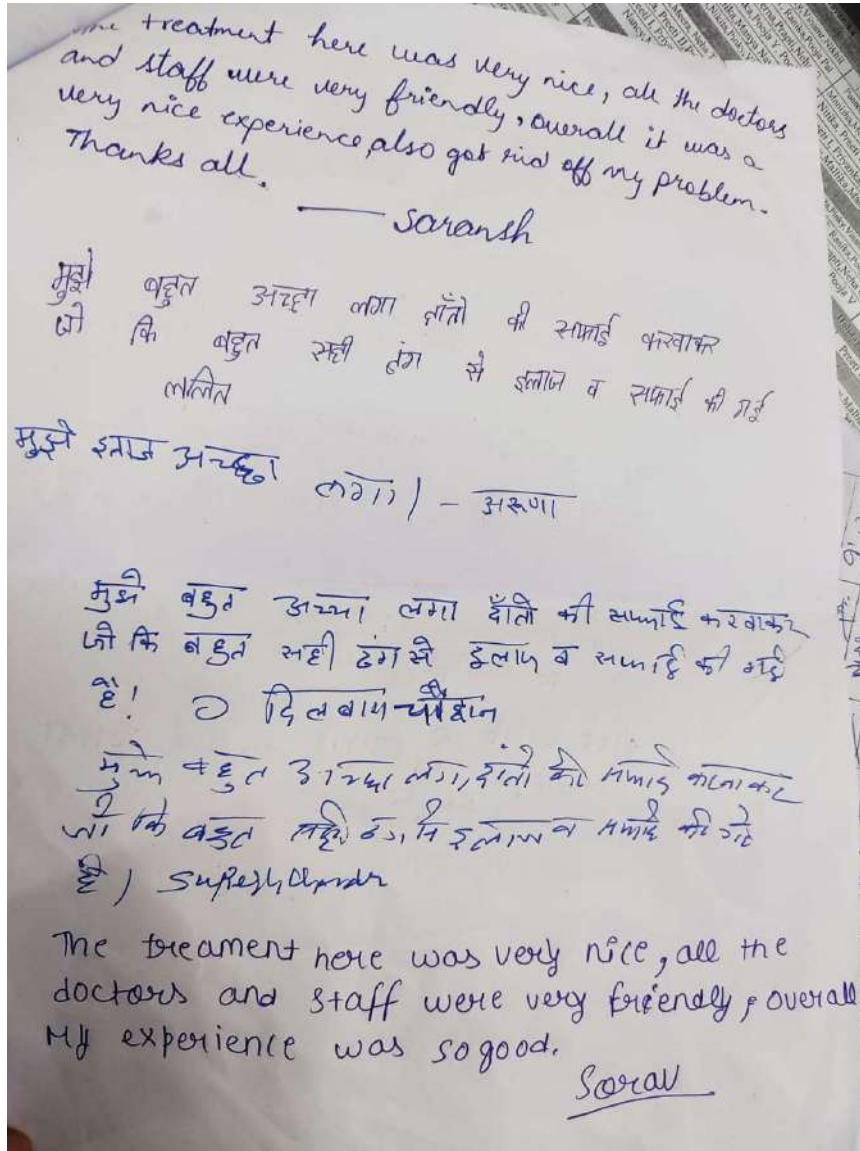 The treatment here was very nice, all the doctors
and staff were very friendly, overall it was a
very nice experience, also got rid off my problem.
Thanks all.
— Saransh
मुझे बहुत अच्छा लगा दाँतो की सफाई करवाकर
जो कि बहुत सही ढंग से इलाज व सफाई की गई
ललित
मुझे इलाज अच्छा लगा। - अरूणा
मुझे बहुत अच्छा लगा दाँतो की सफाई करवाकर
जो कि बहुत सही ढंग से इलाज व सफाई की गई
है! दिलबाग चौहान
मुझे बहुत अच्छा लगा, दांतो की सफाई करवाकर
जो कि बहुत सही ढंग से इलाज व सफाई की गई
है।
The treament here was very nice, all the
doctors and staff were very friendly, overall
My experience was so good.
Sorav